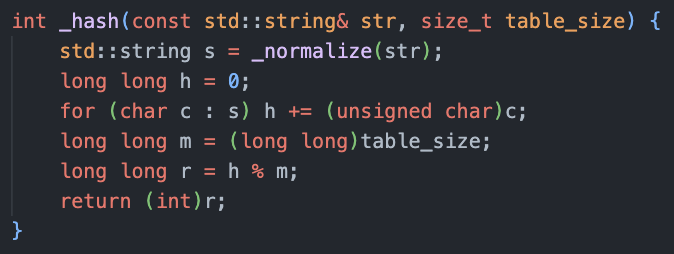 int _hash(const std::string& str, size_t table_size) {
    std::string s = _normalize(str);
    long long h = 0;
    for (char c : s) h += (unsigned char)c;
    long long m = (long long)table_size;
    long long r = h % m;
    return (int)r;
}